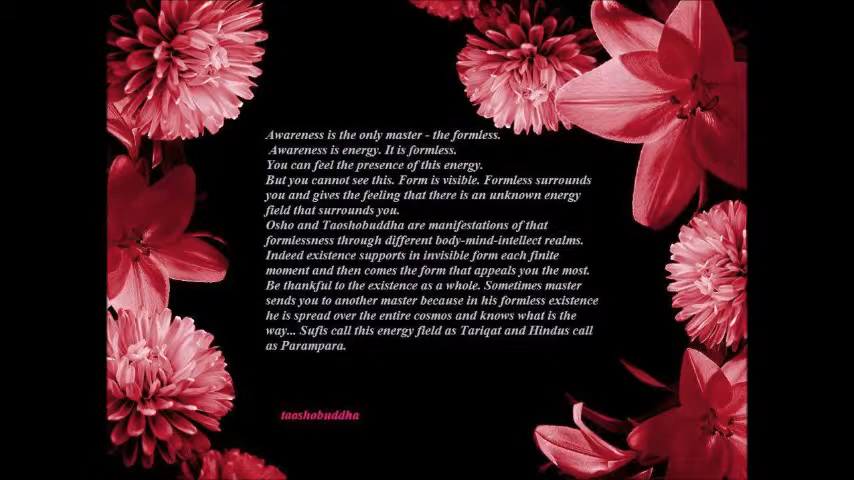 Awareness is the only master - the formless.
Awareness is energy. It is formless.
You can feel the presence of this energy.
But you cannot see this. Form is visible. Formless surrounds
you and gives the feeling that there is an unknown energy
field that surrounds you.
Osho and Taoshobuddha are manifestations of that
formlessness through different body-mind-intellect realms.
Indeed existence supports in invisible form each finite
moment and then comes the form that appeals you the most.
Be thankful to the existence as a whole. Sometimes master
sends you to another master because in his formless existence
he is spread over the entire cosmos and knows what is the
way... Sufis call this energy field as Tariqat and Hindus call
as Parampara.
taoshobuddha